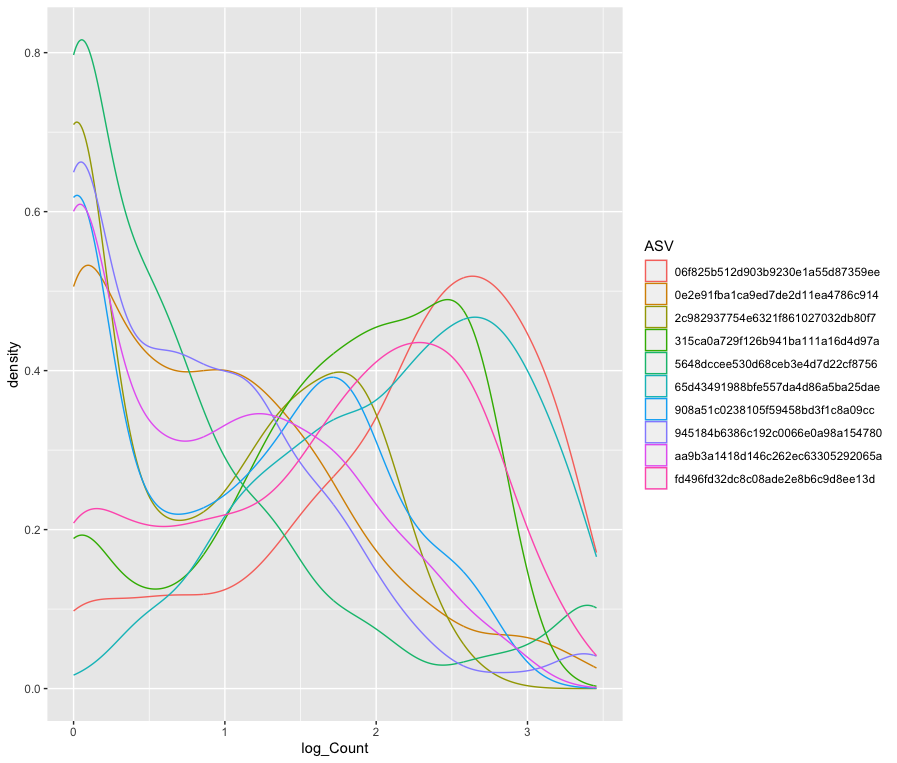 density
0.8
0.6
0.4
0.2
0.0
0
1
2
3
log_Count
ASV
06f825b512d903b9230e1a55d87359ee
0e2e91fba1ca9ed7de2d11ea4786c914
2c982937754e6321f861027032db80f7
315ca0a729f126b941ba111a16d4d97a
5648dccee530d68ceb3e4d7d22cf8756
65d43491988bfe557da4d86a5ba25dae
908a51c0238105f59458bd3f1c8a09cc
945184b6386c192c0066e0a98a154780
aa9b3a1418d146c262ec63305292065a
fd496fd32dc8c08ade2e8b6c9d8ee13d